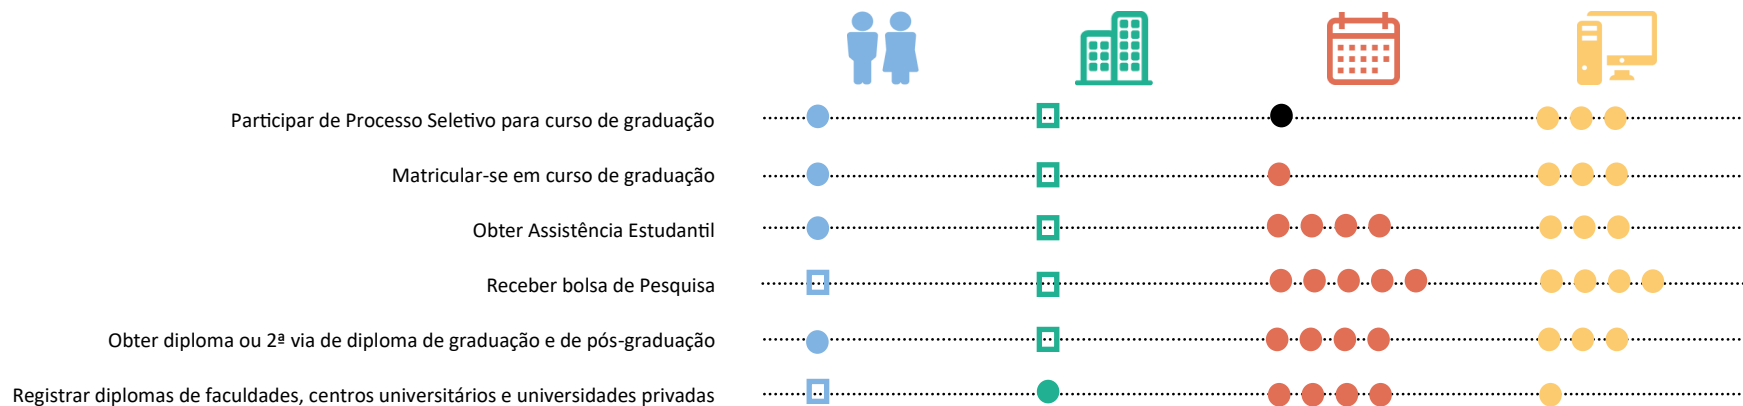 Participar de Processo Seletivo para curso de graduação
Matricular-se em curso de graduação
Obter Assistência Estudantil
Receber bolsa de Pesquisa
Obter diploma ou 2ª via de diploma de graduação e de pós-graduação
Registrar diplomas de faculdades, centros universitários e universidades privadas